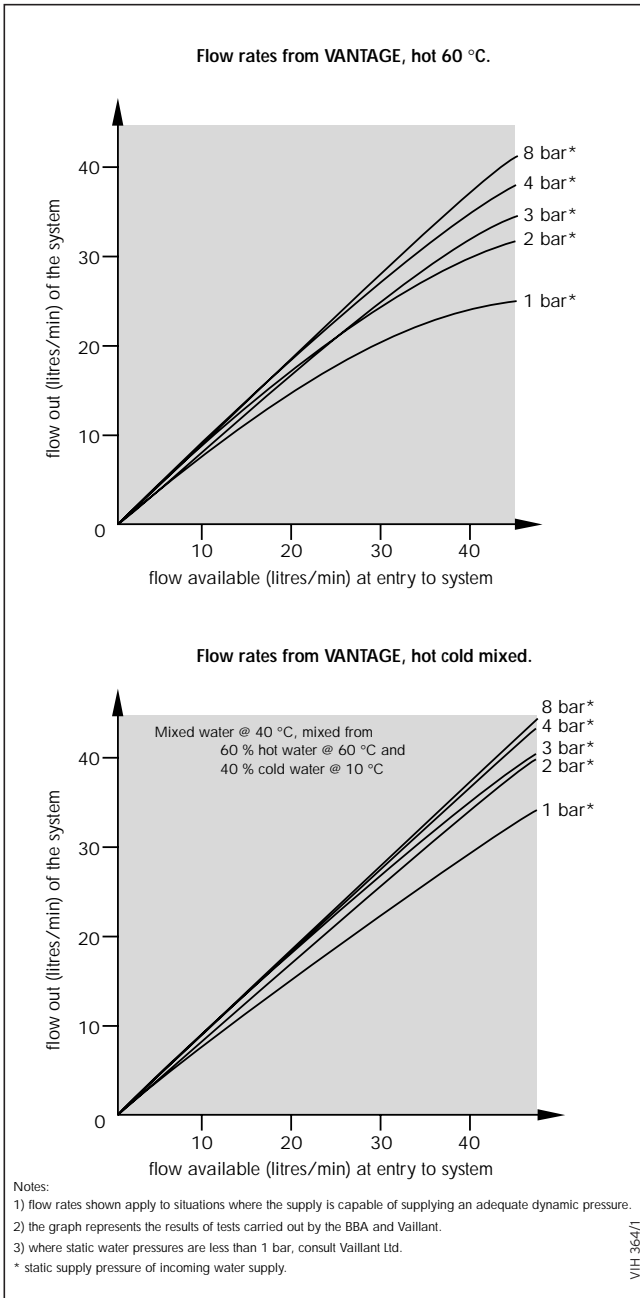 Flow rates from VANTAGE, hot 60 °C.
flow out (litres/min) of the system
40
30
20
10
0
8 bar*
4 bar*
3 bar*
2 bar*
1 bar*
10 20 30 40
flow available (litres/min) at entry to system
Flow rates from VANTAGE, hot cold mixed.
Mixed water @ 40 °C, mixed from
60 % hot water @ 60 °C and
40 % cold water @ 10 °C
flow out (litres/min) of the system
40
30
20
10
0
8 bar*
4 bar*
3 bar*
2 bar*
1 bar*
10 20 30 40
flow available (litres/min) at entry to system
Notes:
1) flow rates shown apply to situations where the supply is capable of supplying an adequate dynamic pressure.
2) the graph represents the results of tests carried out by the BBA and Vaillant.
3) where static water pressures are less than 1 bar, consult Vaillant Ltd.
* static supply pressure of incoming water supply.
VIH 364/1